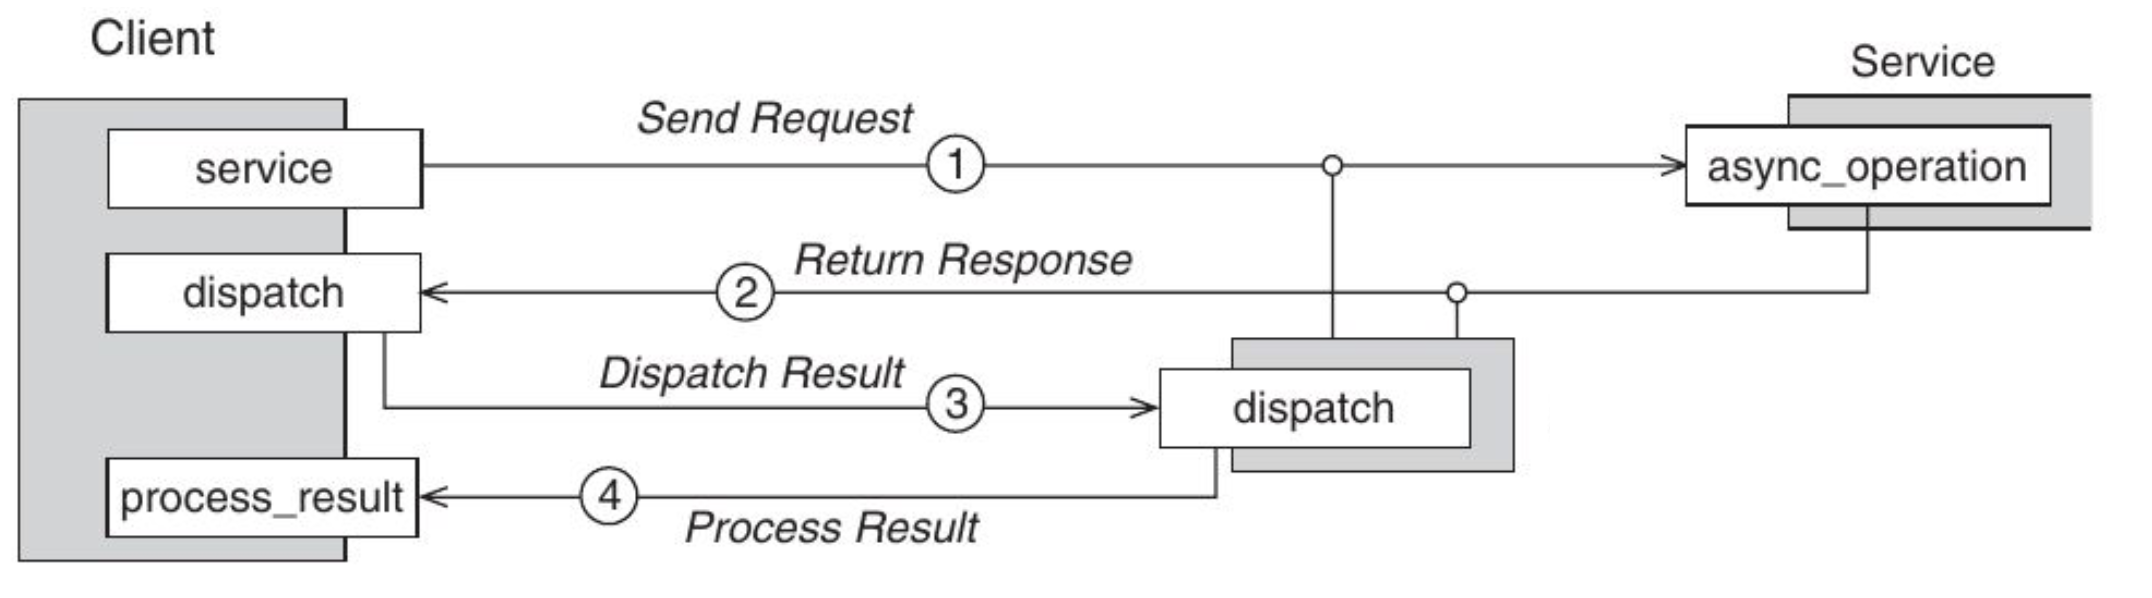 Client
Service
Send Request
service
1
async_operation
Return Response
dispatch
2
Dispatch Result
3
dispatch
process_result
4
Process Result